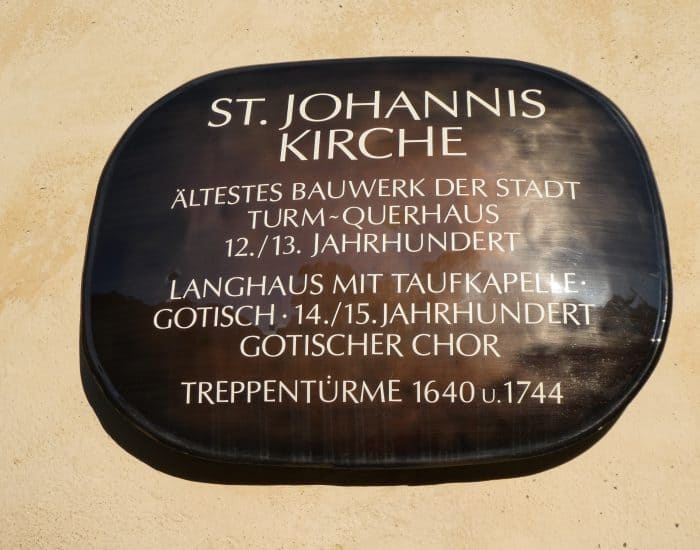 ST. JOHANNIS
KIRCHE
ÄLTESTES BAUWERK DER STADT
TURM~QUERHAUS
12./13. JAHRHUNDERT
LANGHAUS MIT TAUFKAPELLE·
GOTISCH · 14./15. JAHRHUNDERT
GOTISCHER CHOR
TREPPENTÜRME 1640 U. 1744